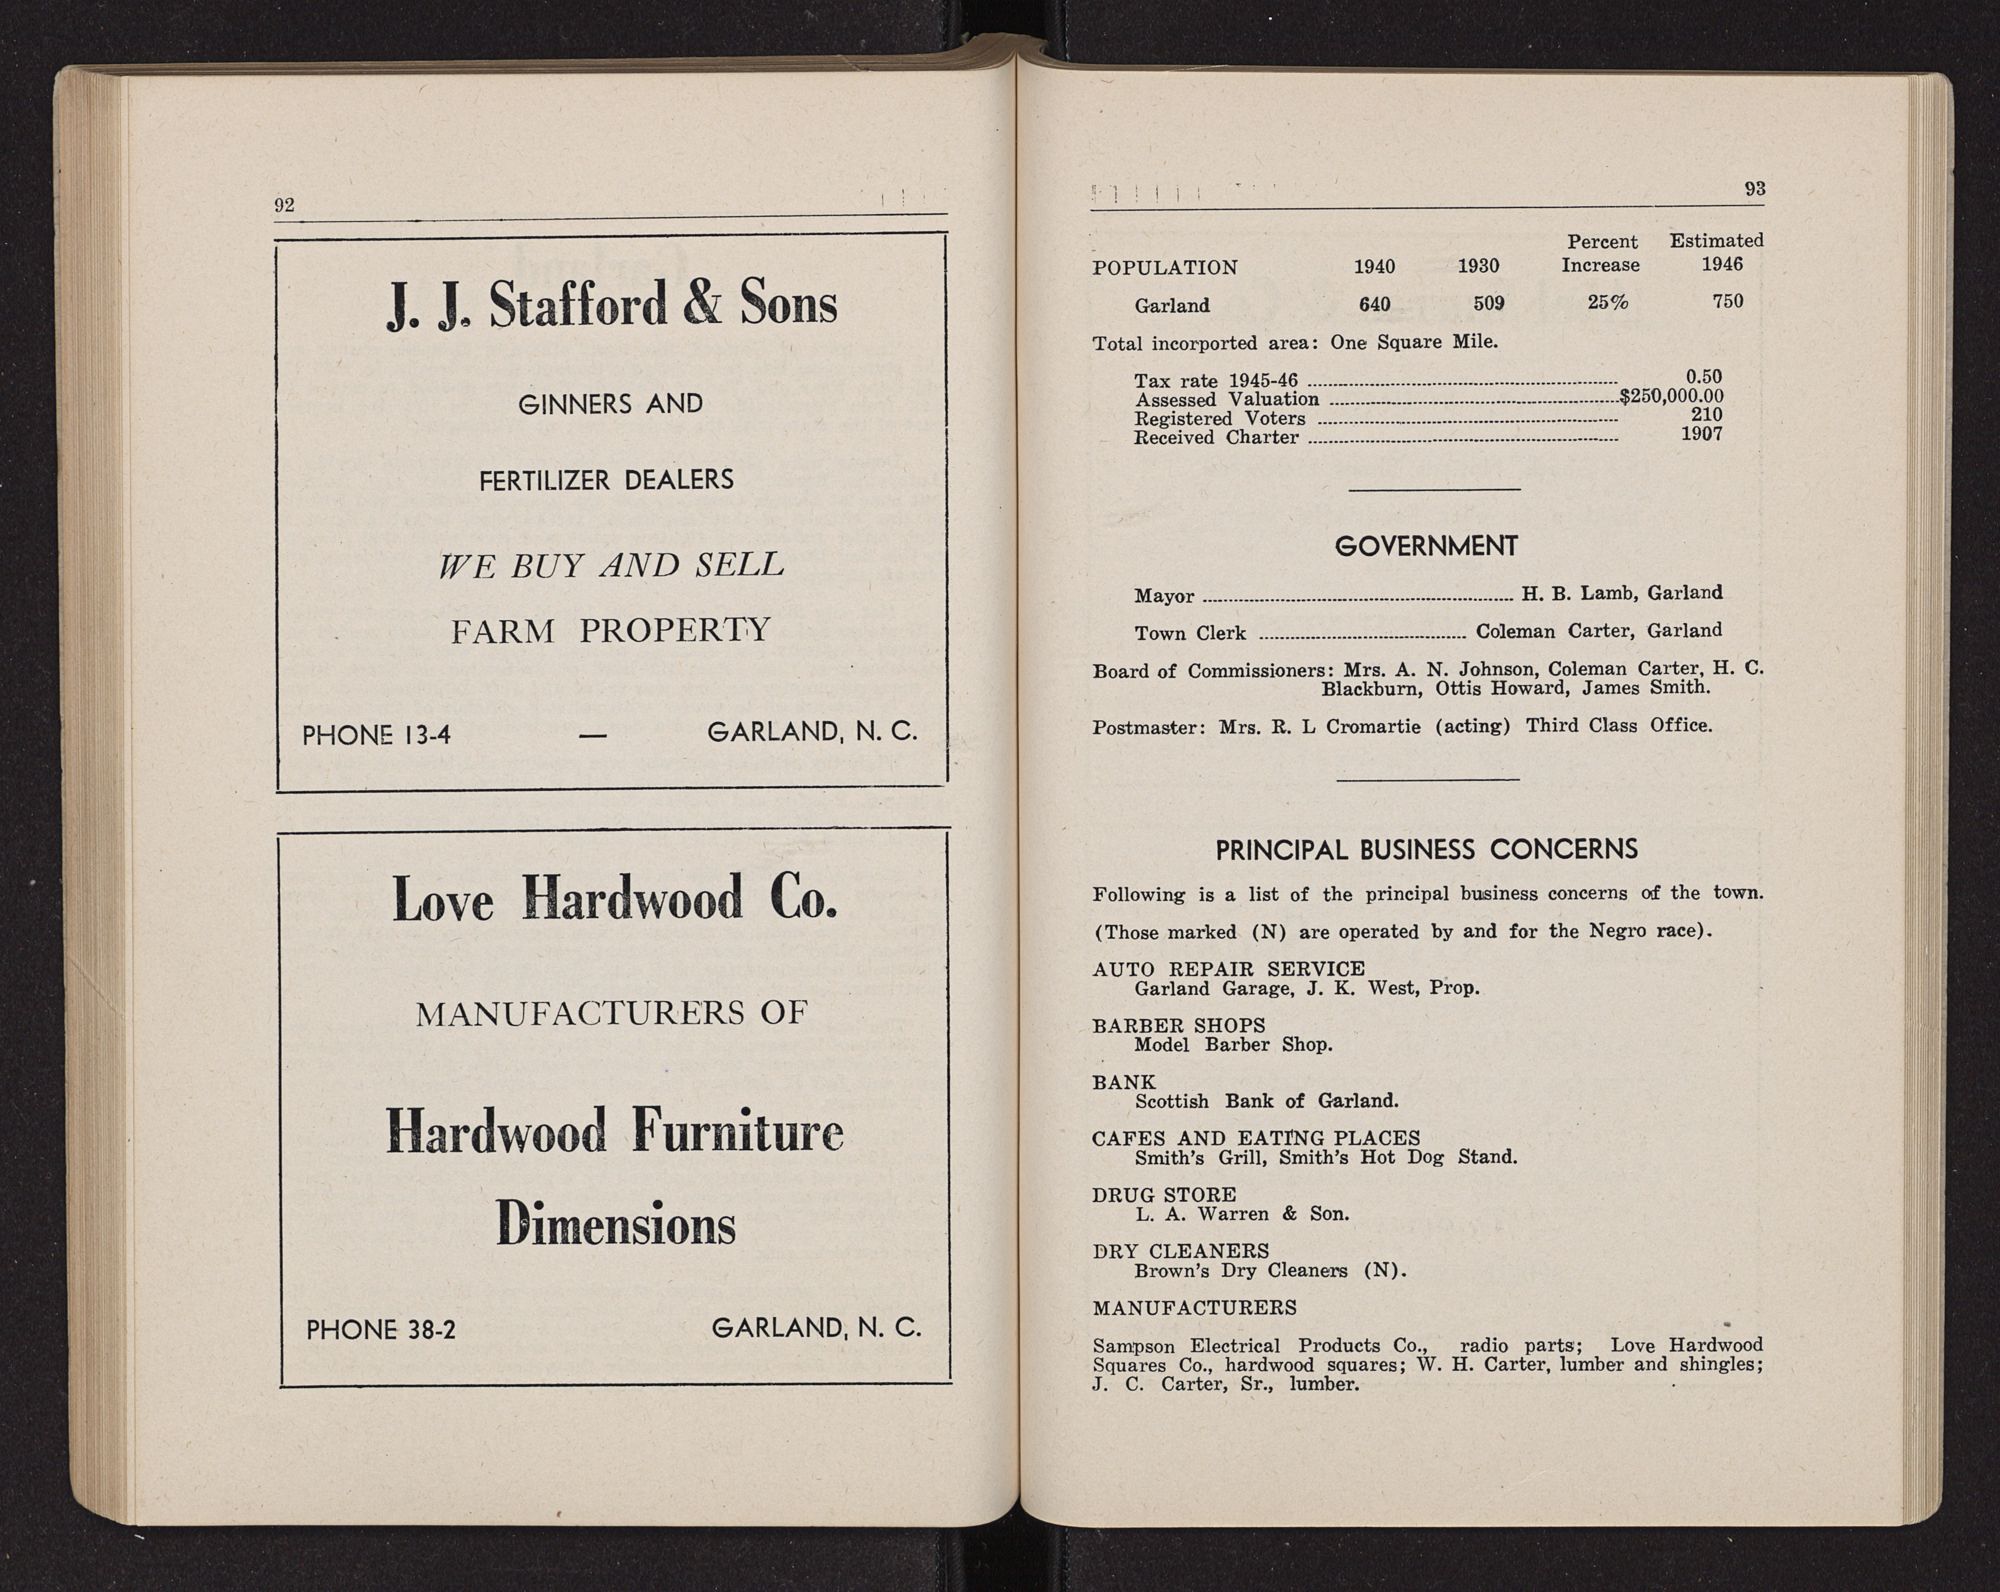 92
J. J. Stafford & Sons
GINNERS AND
FERTILIZER DEALERS
WE BUY AND SELL
FARM PROPERTY
PHONE 13-4 — GARLAND, N. C.
Love Hardwood Co.
MANUFACTURERS OF
Hardwood Furniture
Dimensions
PHONE 38-2 GARLAND, N. C.
93
Percent Estimated
POPULATION 1940 1930 Increase 1946
Garland 640 509 25% 750
Total incorported area: One Square Mile.
Tax rate 1945-46 ........ 0.50
Assessed Valuation ........ $250,000.00
Registered Voters ........ 210
Received Charter ........ 1907
GOVERNMENT
Mayor ........ H. B. Lamb, Garland
Town Clerk ........ Coleman Carter, Garland
Board of Commissioners: Mrs. A. N. Johnson, Coleman Carter, H. C.
Blackburn, Ottis Howard, James Smith.
Postmaster: Mrs. R. L Cromartie (acting) Third Class Office.
PRINCIPAL BUSINESS CONCERNS
Following is a list of the principal business concerns of the town.
(Those marked (N) are operated by and for the Negro race).
AUTO REPAIR SERVICE
Garland Garage, J. K. West, Prop.
BARBER SHOPS
Model Barber Shop.
BANK
Scottish Bank of Garland.
CAFES AND EATING PLACES
Smith's Grill, Smith's Hot Dog Stand.
DRUG STORE
L. A. Warren & Son.
DRY CLEANERS
Brown's Dry Cleaners (N).
MANUFACTURERS
Sampson Electrical Products Co., radio parts; Love Hardwood
Squares Co., hardwood squares; W. H. Carter, lumber and shingles;
J. C. Carter, Sr., lumber.